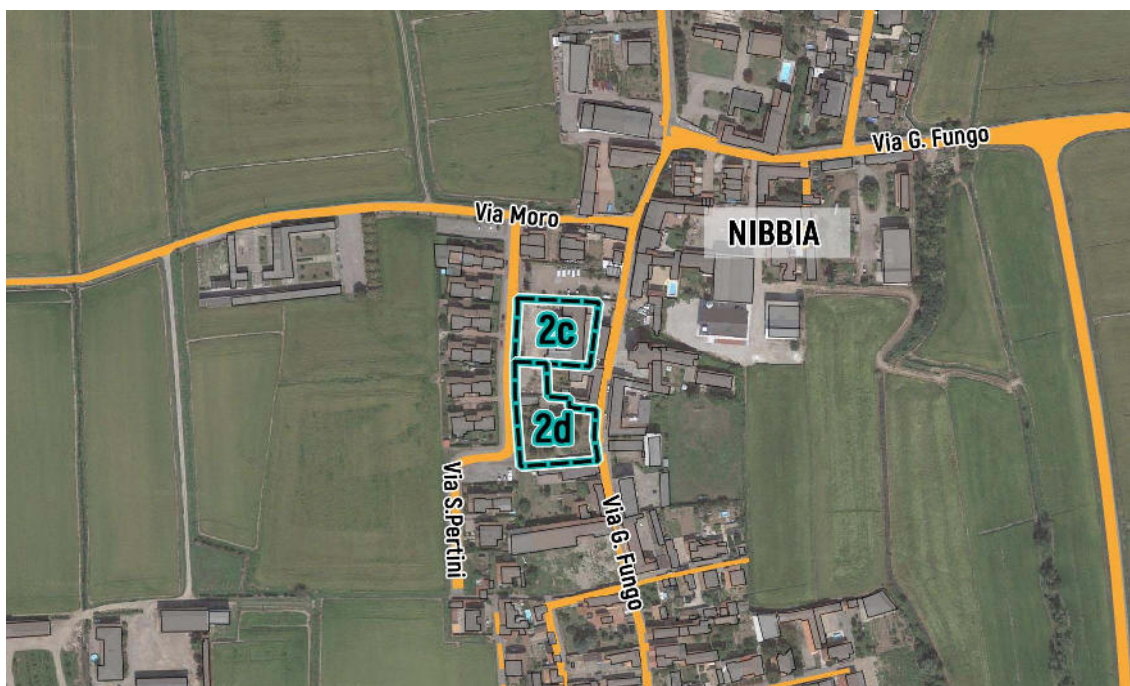 Via G. Fungo
Via Moro
NIBBIA
2c
2d
Via S.Pertini
Via G. Fungo